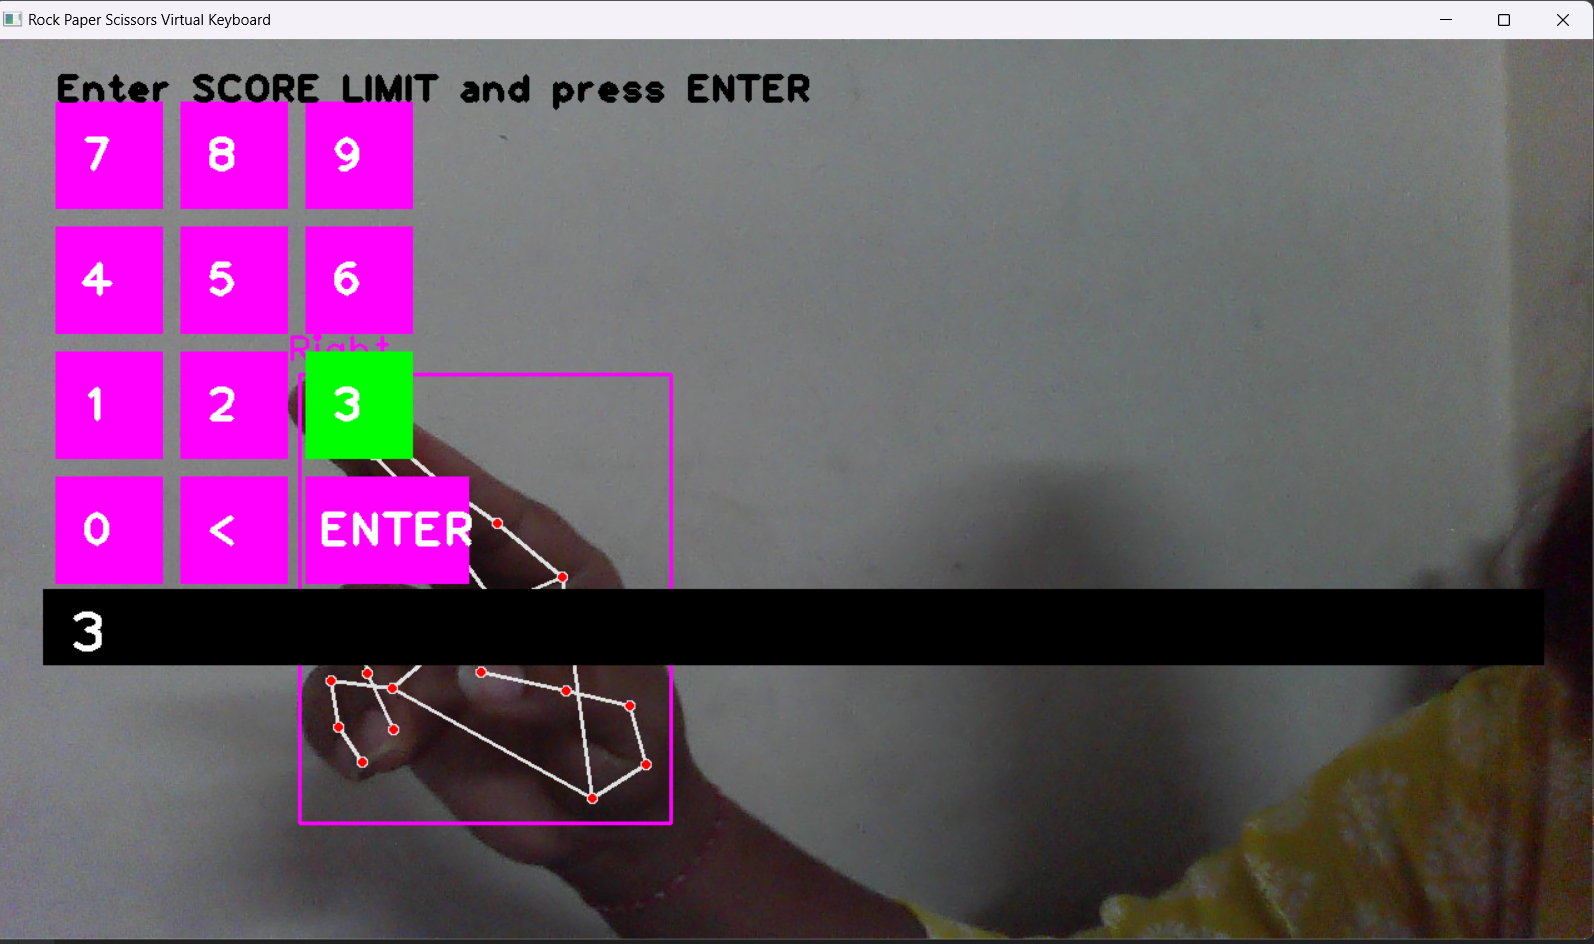 Rock Paper Scissors Virtual Keyboard
Enter SCORE LIMIT and press ENTER
7 8 9
4 5 6
Right
1 2 3
0 < ENTER
3